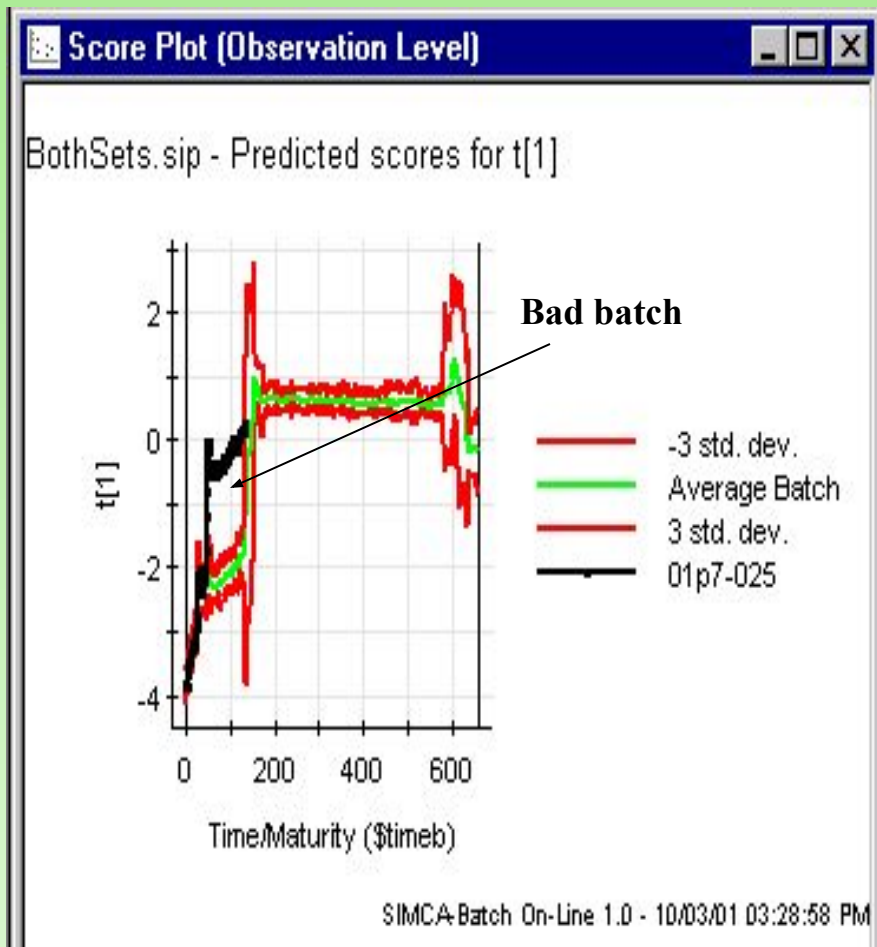 Score Plot (Observation Level)
BothSets.sip - Predicted scores for t[1]
Bad batch
2
0
-2
-4
t[1]
-3 std. dev.
Average Batch
3 std. dev.
01p7-025
0 200 400 600
Time/Maturity ($timeb)
SIMCA-Batch On-Line 1.0 - 10/03/01 03:28:58 PM